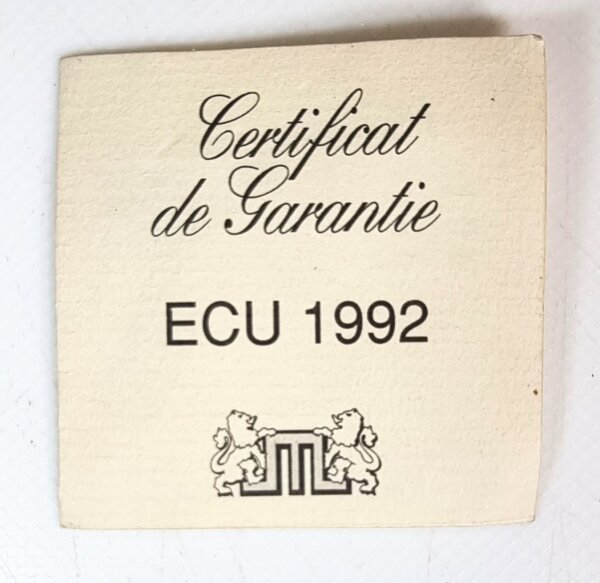 Certificat
de Garantie
ECU 1992